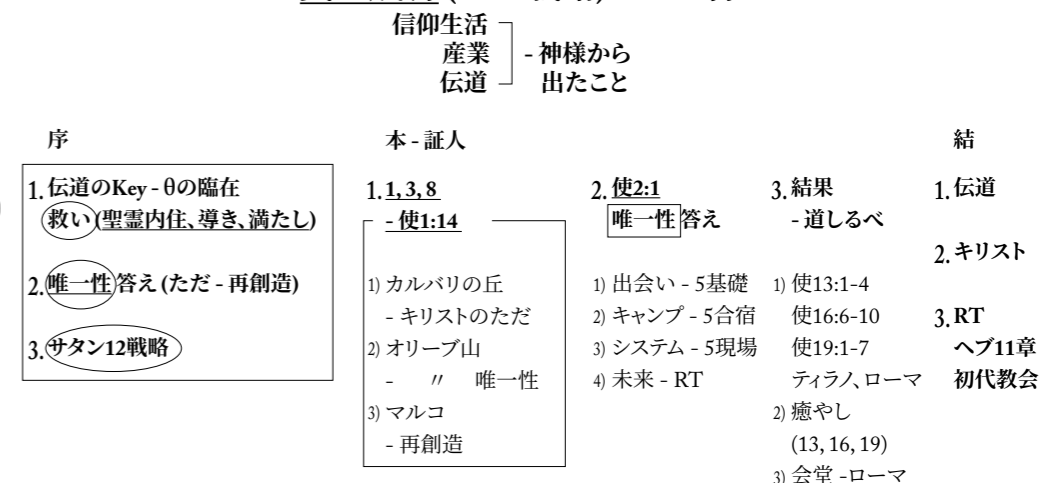 信仰生活
産業
伝道
- 神様から
出たこと
序
1. 伝道のKey - θの臨在
救い(聖霊内住、導き、満たし)
2. 唯一性答え(ただ - 再創造)
3. サタン12戦略
本 - 証人
1. 1, 3, 8
- 使1:14
1) カルバリの丘
- キリストのただ
2) オリーブ山
- 〃 唯一性
3) マルコ
- 再創造
2. 使2:1
唯一性答え
1) 出会い - 5基礎
2) キャンプ - 5合宿
3) システム - 5現場
4) 未来 - RT
3. 結果
- 道しるべ
1) 使13:1-4
使16:6-10
使19:1-7
ティラノ、ローマ
2) 癒やし
(13, 16, 19)
3) 会堂 -ローマ
結
1. 伝道
2. キリスト
3. RT
ヘブ11章
初代教会